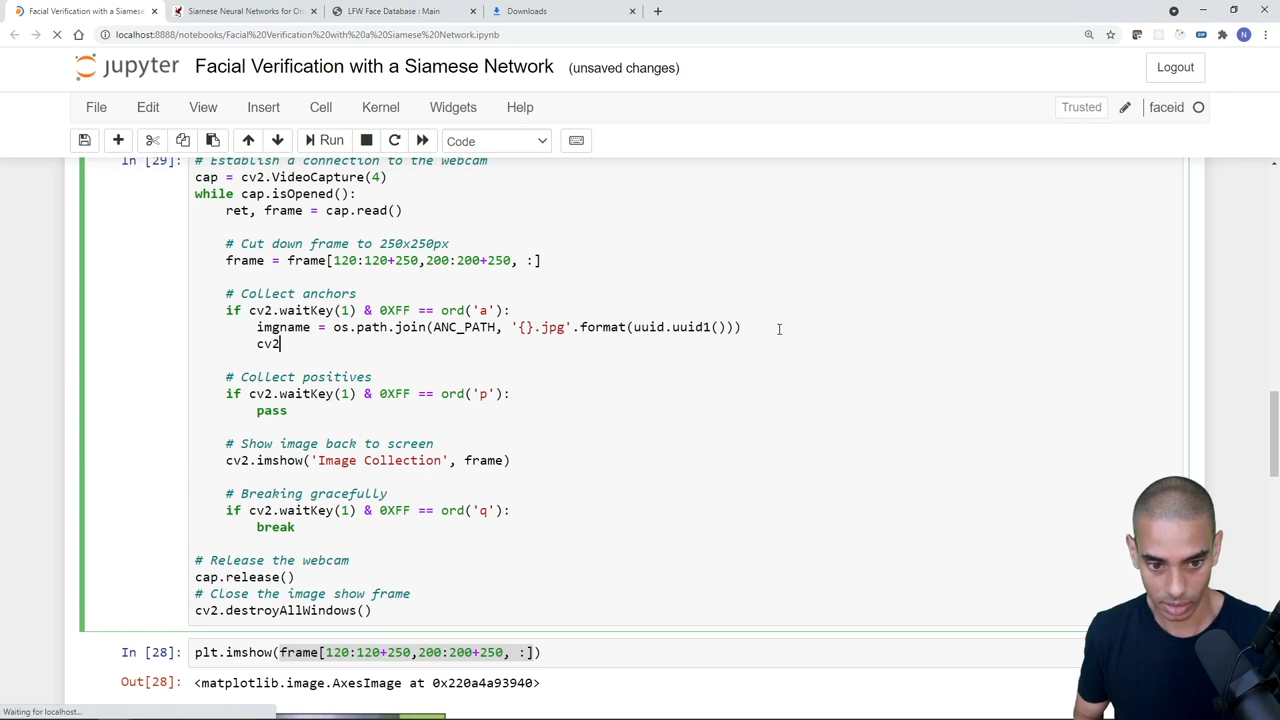 Facial Verification with a Siamese
Siamese Neural Networks for On
LFW Face Database : Main
Downloads
localhost:8888/notebooks/Facial%20Verification%20with%20a%20Siamese%20Network.ipynb
N
jupyter
Facial Verification with a Siamese Network (unsaved changes)
Logout
File Edit View Insert Cell Kernel Widgets Help
Trusted
faceid
Run
Code
In [29]:
# Establish a connection to the webcam
cap = cv2.VideoCapture(4)
while cap.isOpened():
    ret, frame = cap.read()
    # Cut down frame to 250x250px
    frame = frame[120:120+250,200:200+250, :]
    # Collect anchors
    if cv2.waitKey(1) & 0XFF == ord('a'):
        imgname = os.path.join(ANC_PATH, '{}.jpg'.format(uuid.uuid1()))
        cv2
    # Collect positives
    if cv2.waitKey(1) & 0XFF == ord('p'):
        pass
    # Show image back to screen
    cv2.imshow('Image Collection', frame)
    # Breaking gracefully
    if cv2.waitKey(1) & 0XFF == ord('q'):
        break
# Release the webcam
cap.release()
# Close the image show frame
cv2.destroyAllWindows()
In [28]: plt.imshow(frame[120:120+250,200:200+250, :])
Out[28]: <matplotlib.image.AxesImage at 0x220a4a93940>
Waiting for localhost...